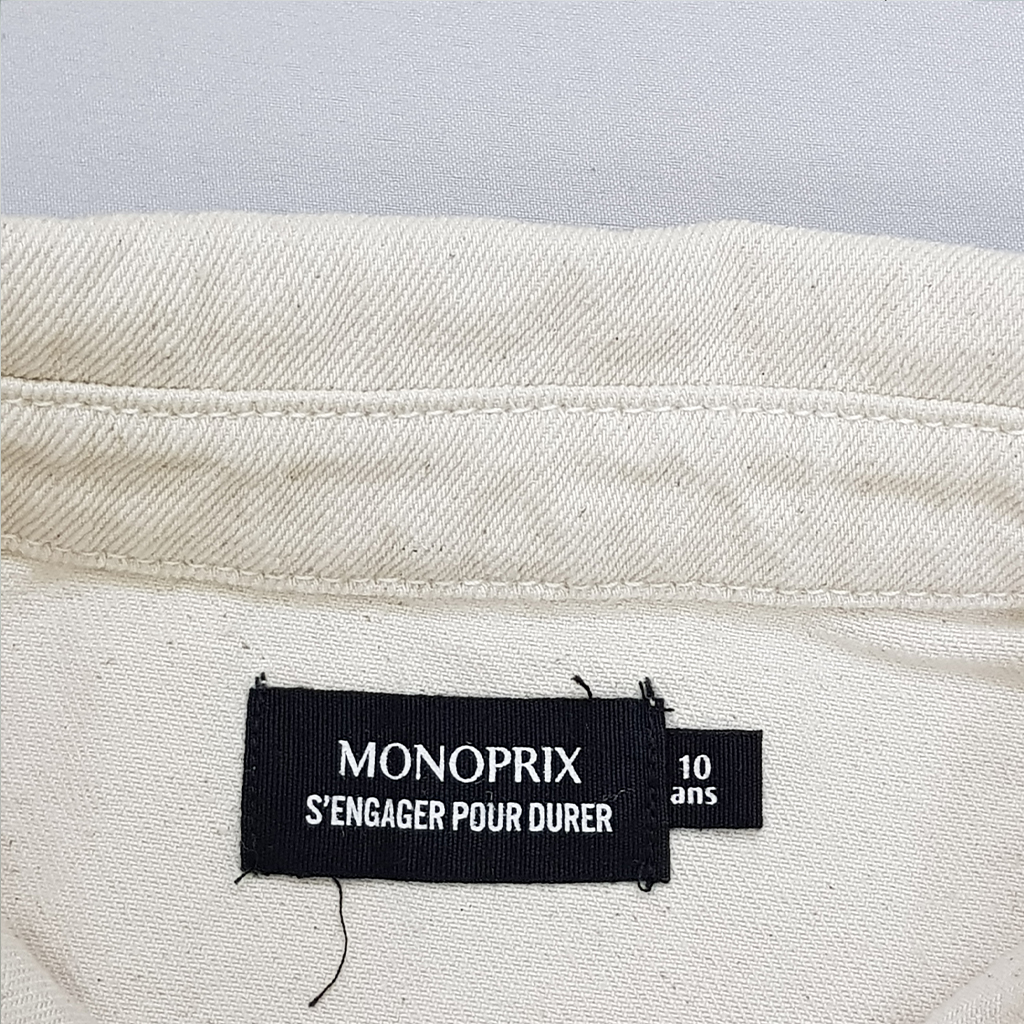 MONOPRIX
S'ENGAGER POUR DURER
10
ans